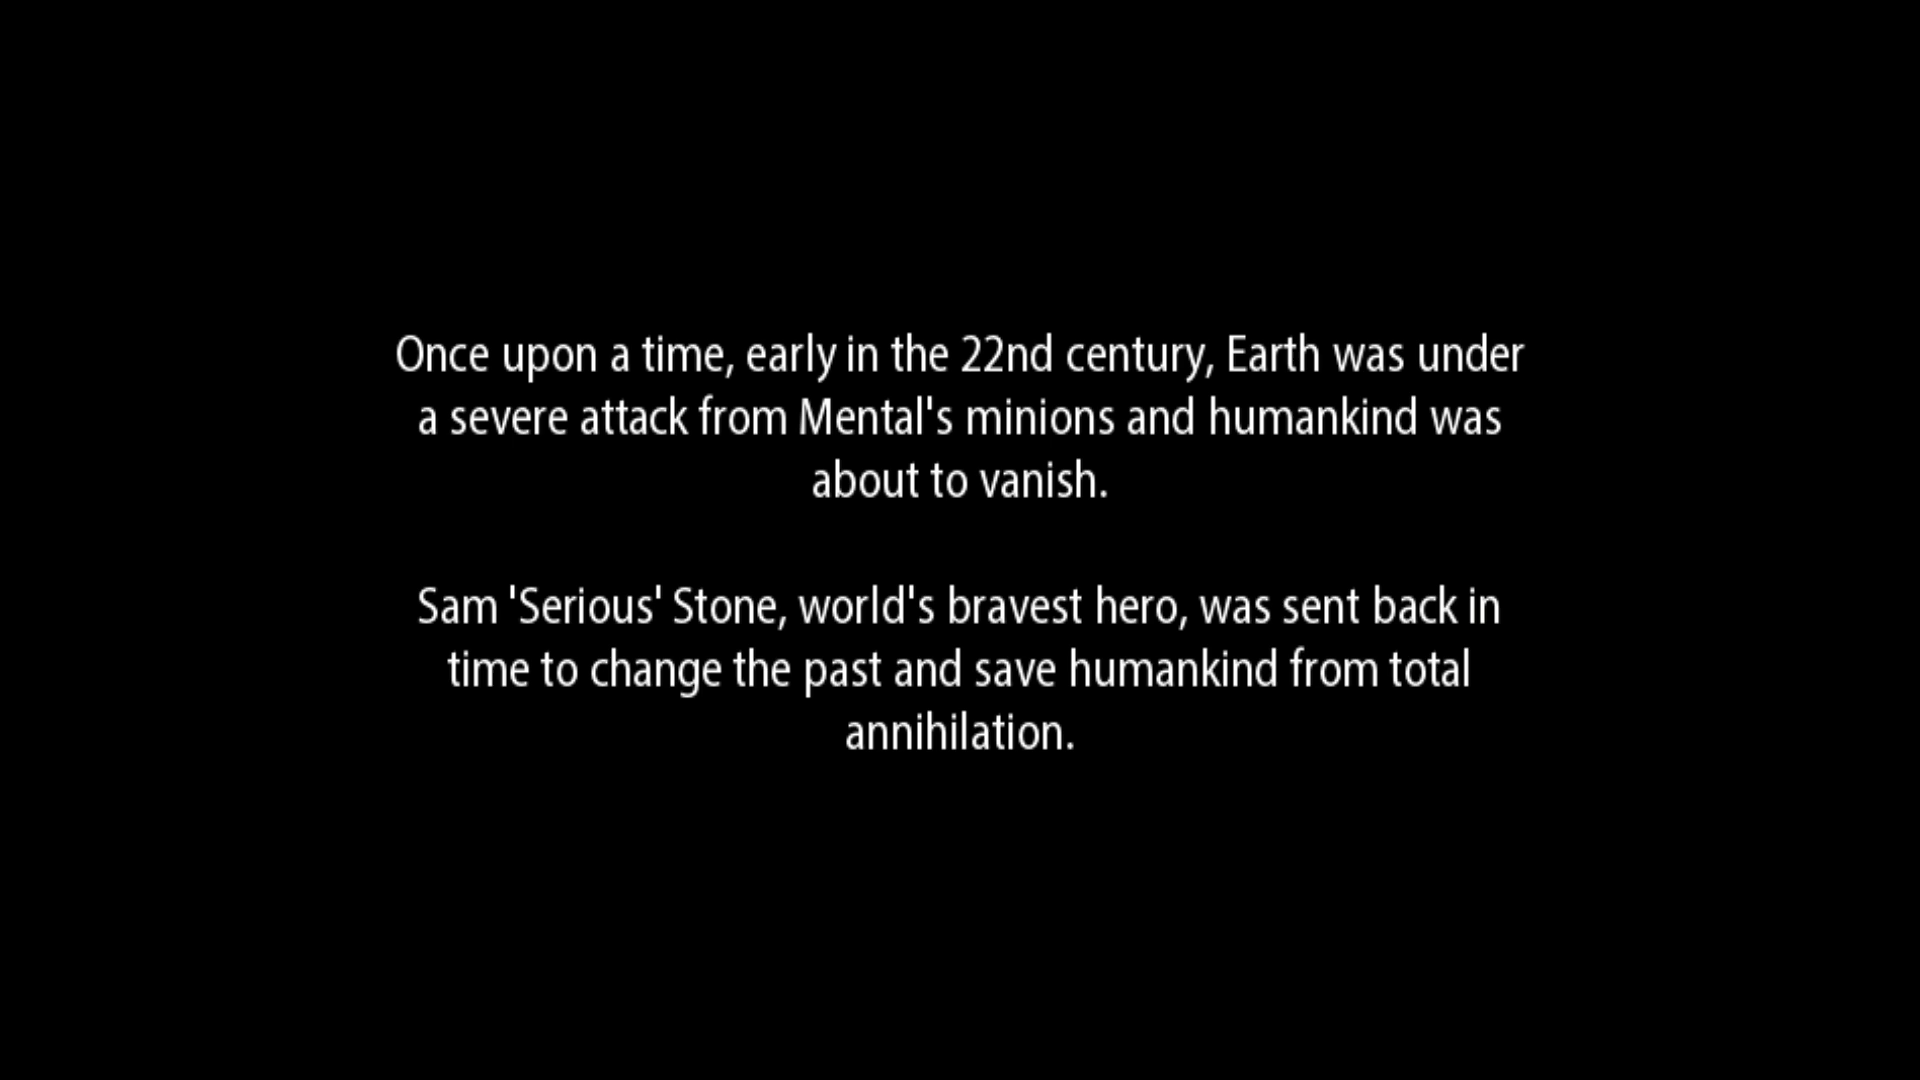 Once upon a time, early in the 22nd century, Earth was under
a severe attack from Mental's minions and humankind was
about to vanish.
Sam 'Serious' Stone, world's bravest hero, was sent back in
time to change the past and save humankind from total
annihilation.